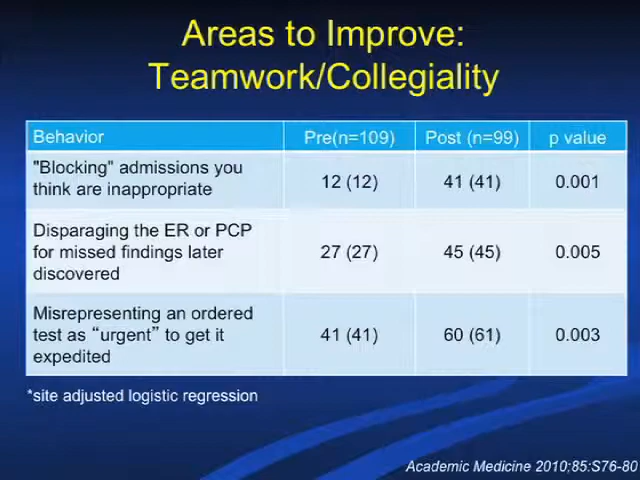 Areas to Improve:
Teamwork/Collegiality
Behavior Pre(n=109) Post (n=99) p value
"Blocking" admissions you
think are inappropriate 12 (12) 41 (41) 0.001
Disparaging the ER or PCP
for missed findings later
discovered 27 (27) 45 (45) 0.005
Misrepresenting an ordered
test as “urgent” to get it
expedited 41 (41) 60 (61) 0.003
*site adjusted logistic regression
Academic Medicine 2010;85:S76-80